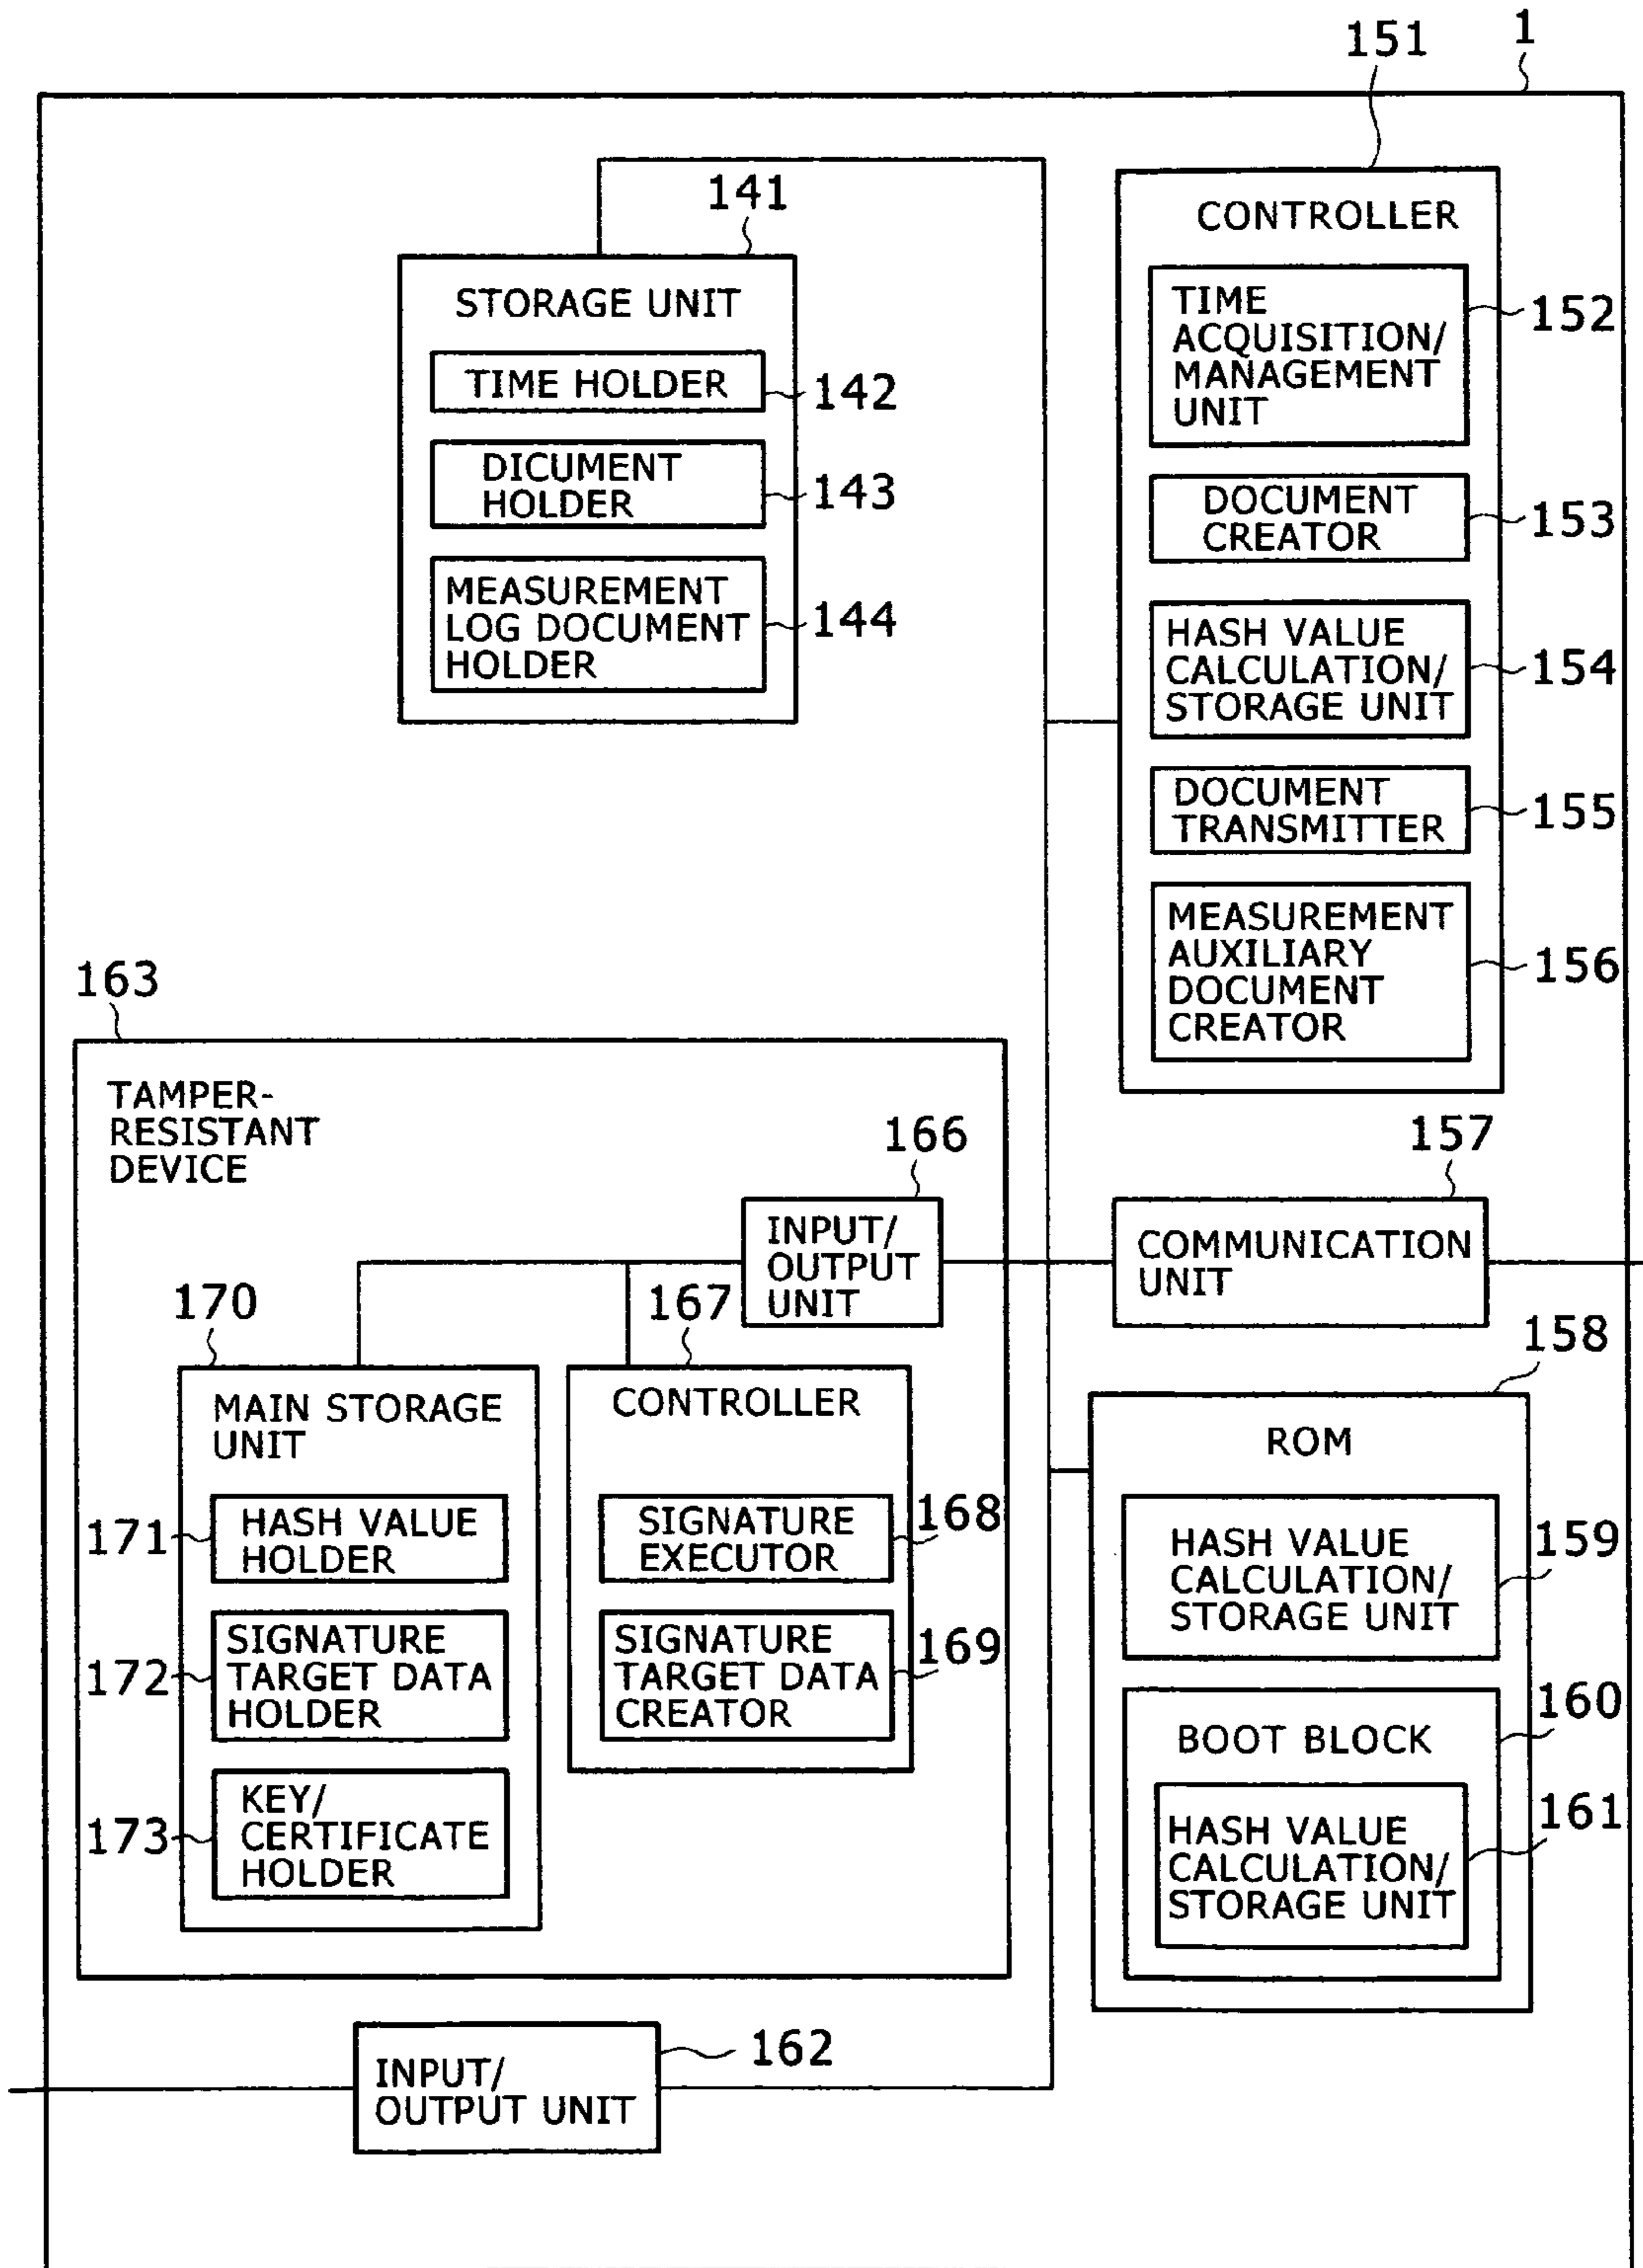 1
151
CONTROLLER
TIME
ACQUISITION/
MANAGEMENT
UNIT
152
DOCUMENT
CREATOR
153
HASH VALUE
CALCULATION/
STORAGE UNIT
154
DOCUMENT
TRANSMITTER
155
MEASUREMENT
AUXILIARY
DOCUMENT
CREATOR
156
141
STORAGE UNIT
TIME HOLDER
142
DICUMENT
HOLDER
143
MEASUREMENT
LOG DOCUMENT
HOLDER
144
163
TAMPER-
RESISTANT
DEVICE
166
INPUT/
OUTPUT
UNIT
157
COMMUNICATION
UNIT
170
MAIN STORAGE
UNIT
171
HASH VALUE
HOLDER
172
SIGNATURE
TARGET DATA
HOLDER
173
KEY/
CERTIFICATE
HOLDER
167
CONTROLLER
SIGNATURE
EXECUTOR
168
SIGNATURE
TARGET DATA
CREATOR
169
158
ROM
HASH VALUE
CALCULATION/
STORAGE UNIT
159
160
BOOT BLOCK
HASH VALUE
CALCULATION/
STORAGE UNIT
161
INPUT/
OUTPUT UNIT
162